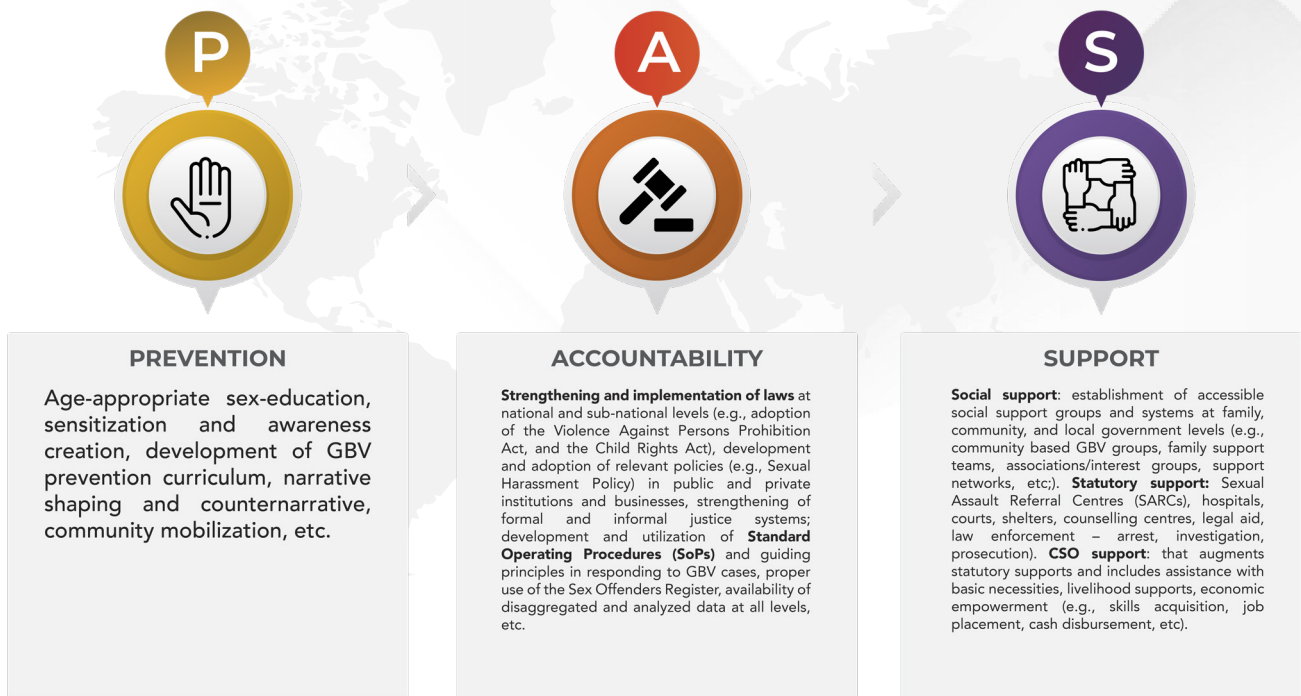 P
PREVENTION
Age-appropriate sex-education,
sensitization and awareness
creation, development of GBV
prevention curriculum, narrative
shaping and counternarrative,
community mobilization, etc.
A
ACCOUNTABILITY
Strengthening and implementation of laws at
national and sub-national levels (e.g., adoption
of the Violence Against Persons Prohibition
Act, and the Child Rights Act), development
and adoption of relevant policies (e.g., Sexual
Harassment Policy) in public and private
institutions and businesses, strengthening of
formal and informal justice systems;
development and utilization of Standard
Operating Procedures (SoPs) and guiding
principles in responding to GBV cases, proper
use of the Sex Offenders Register, availability of
disaggregated and analyzed data at all levels,
etc.
S
SUPPORT
Social support: establishment of accessible
social support groups and systems at family,
community, and local government levels (e.g.,
community based GBV groups, family support
teams, associations/interest groups, support
networks, etc;). Statutory support: Sexual
Assault Referral Centres (SARCs), hospitals,
courts, shelters, counselling centres, legal aid,
law enforcement – arrest, investigation,
prosecution). CSO support: that augments
statutory supports and includes assistance with
basic necessities, livelihood supports, economic
empowerment (e.g., skills acquisition, job
placement, cash disbursement, etc).